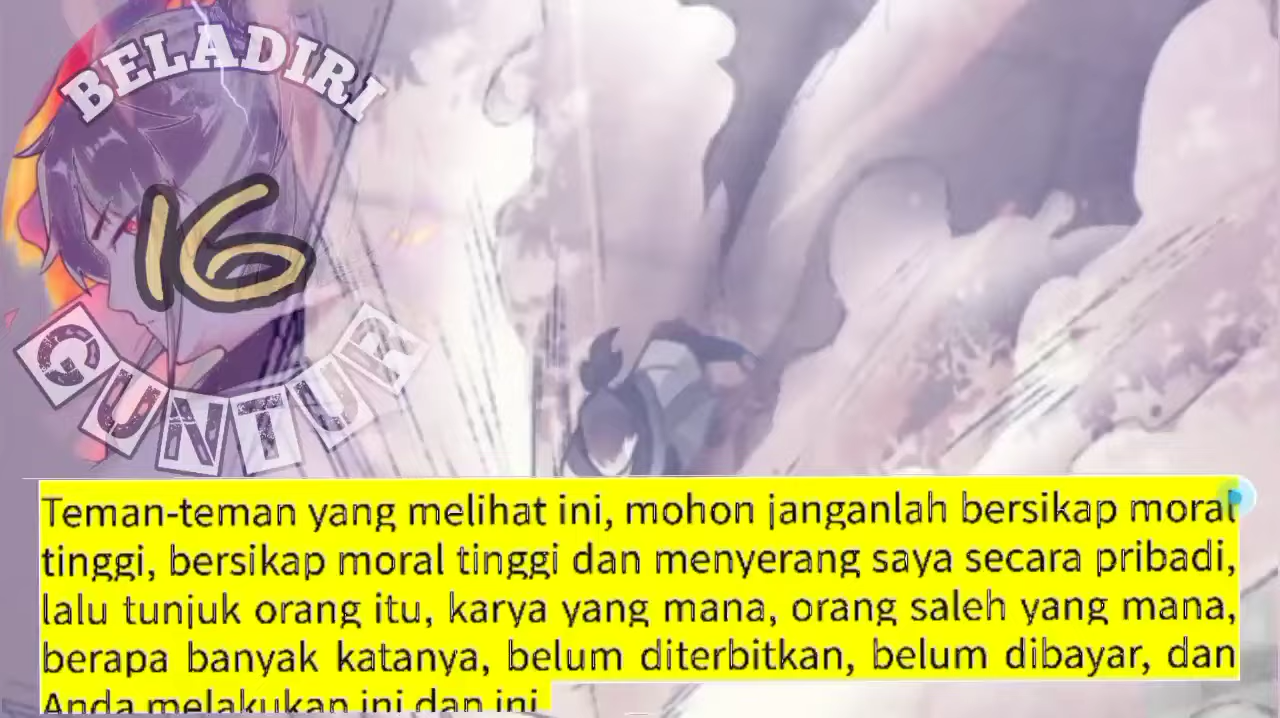 BELADIRI
16
GUNTUR
Teman-teman yang melihat ini, mohon janganlah bersikap moral
tinggi, bersikap moral tinggi dan menyerang saya secara pribadi,
lalu tunjuk orang itu, karya yang mana, orang saleh yang mana,
berapa banyak katanya, belum diterbitkan, belum dibayar, dan
Anda melakukan ini dan ini.